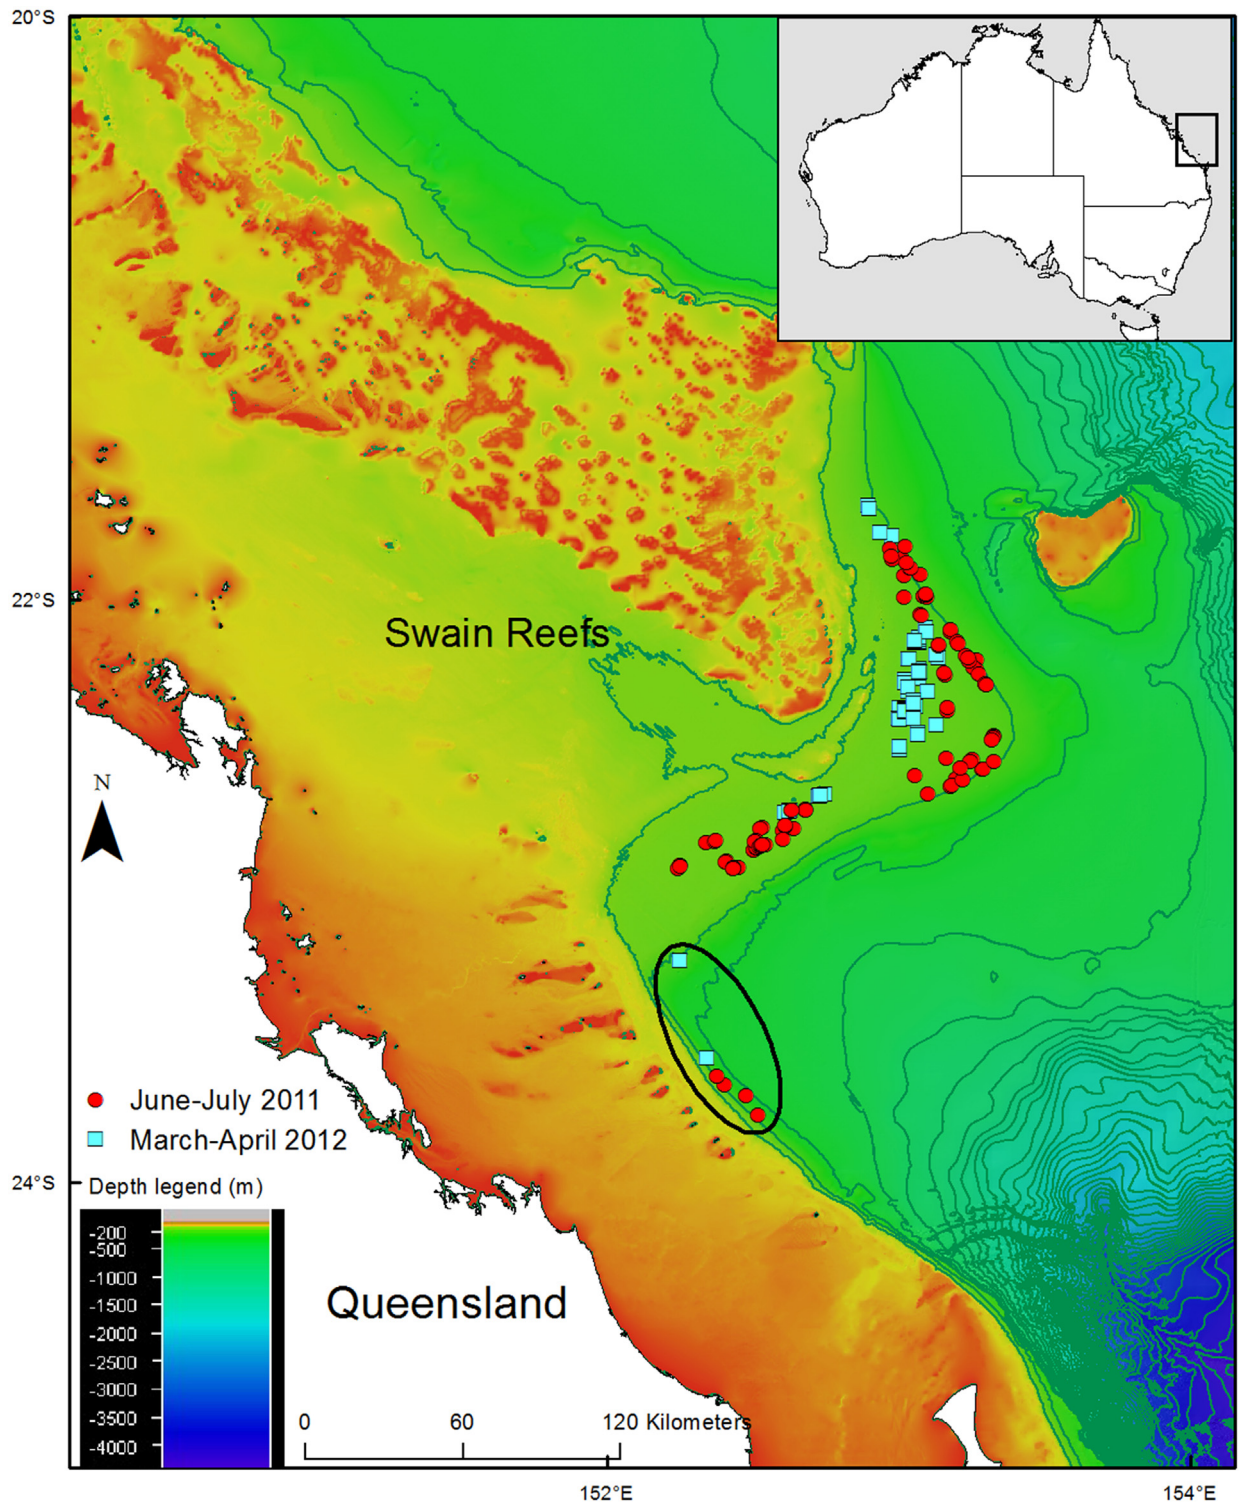 20°S
22°S
Swain Reefs
N
June-July 2011
March-April 2012
24°S
Depth legend (m)
-200
-500
-1000
-1500
-2000
-2500
-3000
-3500
-4000
Queensland
0 60 120 Kilometers
152°E 154°E